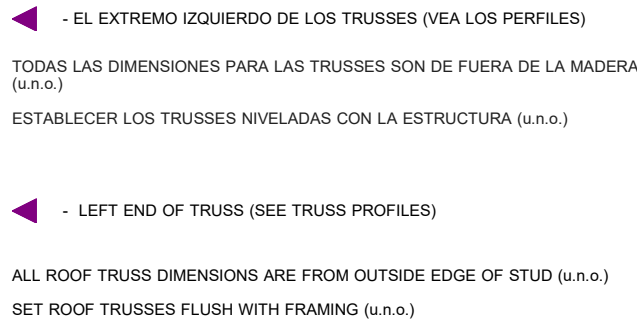 - EL EXTREMO IZQUIERDO DE LOS TRUSSES (VEA LOS PERFILES)
TODAS LAS DIMENSIONES PARA LAS TRUSSES SON DE FUERA DE LA MADERA
(u.n.o.)
ESTABLECER LOS TRUSSES NIVELADAS CON LA ESTRUCTURA (u.n.o.)
- LEFT END OF TRUSS (SEE TRUSS PROFILES)
ALL ROOF TRUSS DIMENSIONS ARE FROM OUTSIDE EDGE OF STUD (u.n.o.)
SET ROOF TRUSSES FLUSH WITH FRAMING (u.n.o.)